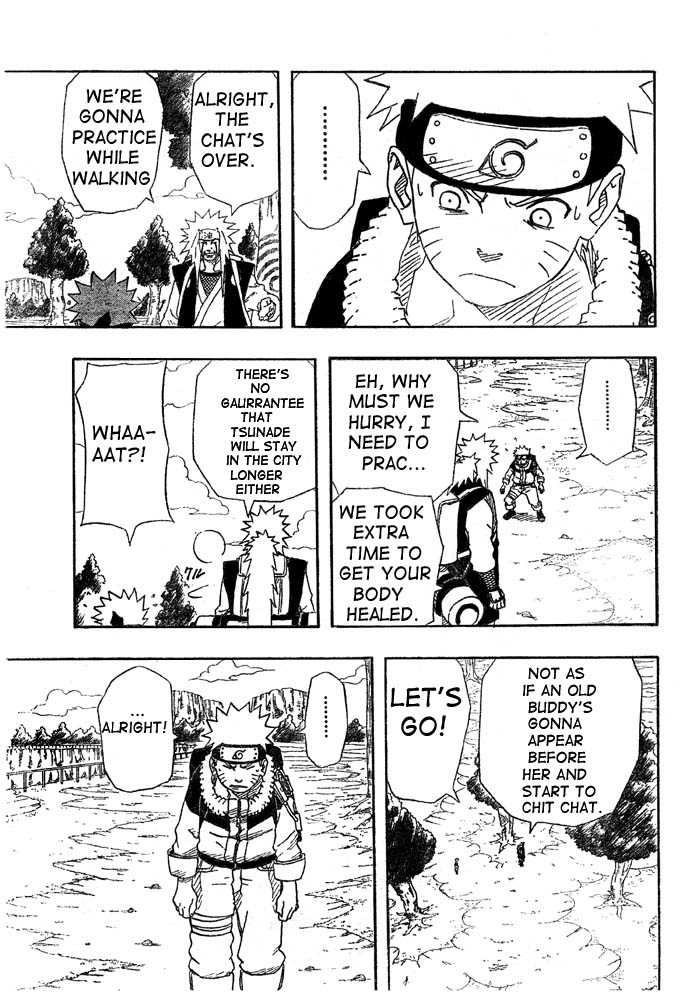 ..........
ALRIGHT,
THE
CHAT'S
OVER.
WE'RE
GONNA
PRACTICE
WHILE
WALKING
..........
EH, WHY
MUST WE
HURRY, I
NEED TO
PRAC...
WE TOOK
EXTRA
TIME TO
GET YOUR
BODY
HEALED.
THERE'S
NO
GAURRANTEE
THAT
TSUNADE
WILL STAY
IN THE CITY
LONGER
EITHER
クル
WHAA-
AAT?!
NOT AS
IF AN OLD
BUDDY'S
GONNA
APPEAR
BEFORE
HER AND
START TO
CHIT CHAT.
LET'S
GO!
..........
...
ALRIGHT!